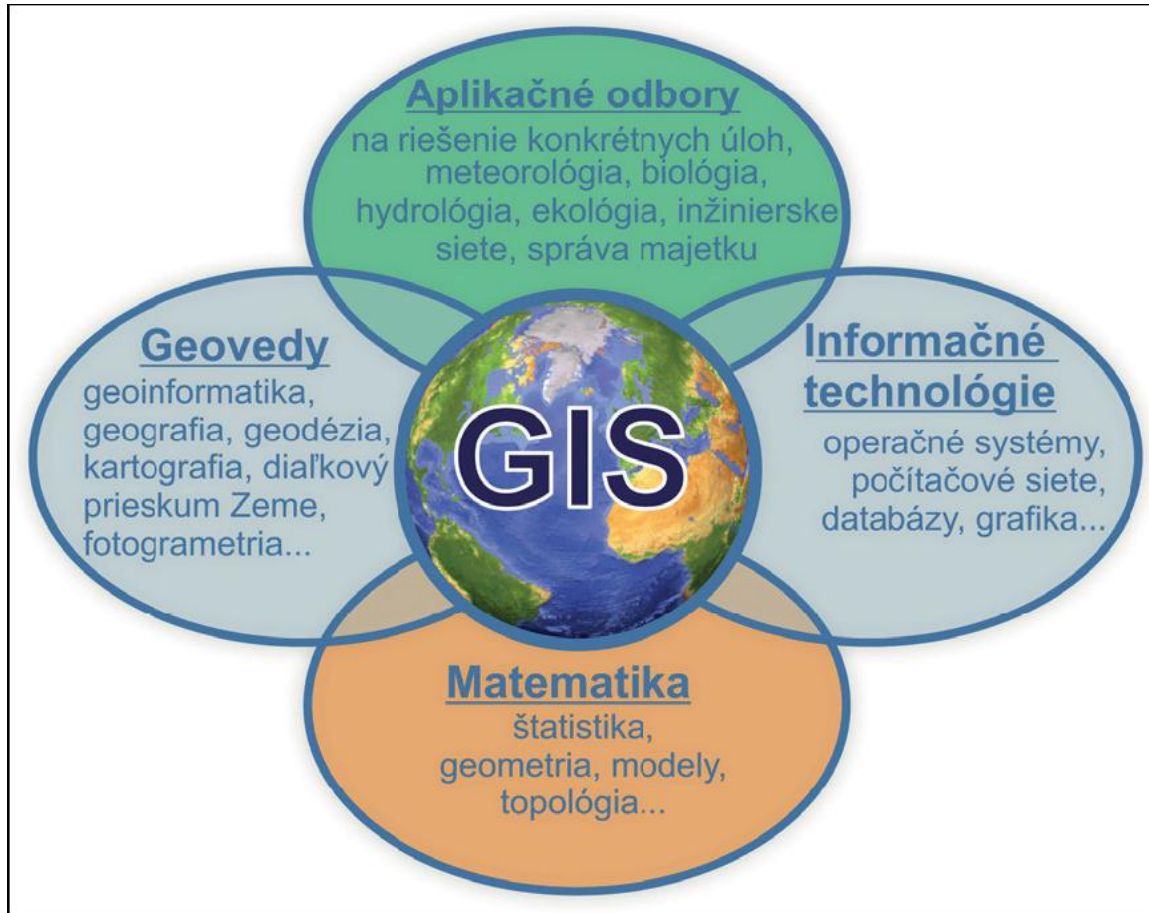 Aplikačné odbory
na riešenie konkrétnych úloh,
meteorológia, biológia,
hydrológia, ekológia, inžinierske
siete, správa majetku
Geovedy
geoinformatika,
geografia, geodézia,
kartografia, diaľkový
prieskum Zeme,
fotogrametria...
GIS
Informačné
technológie
operačné systémy,
počítačové siete,
databázy, grafika...
Matematika
štatistika,
geometria, modely,
topológia...